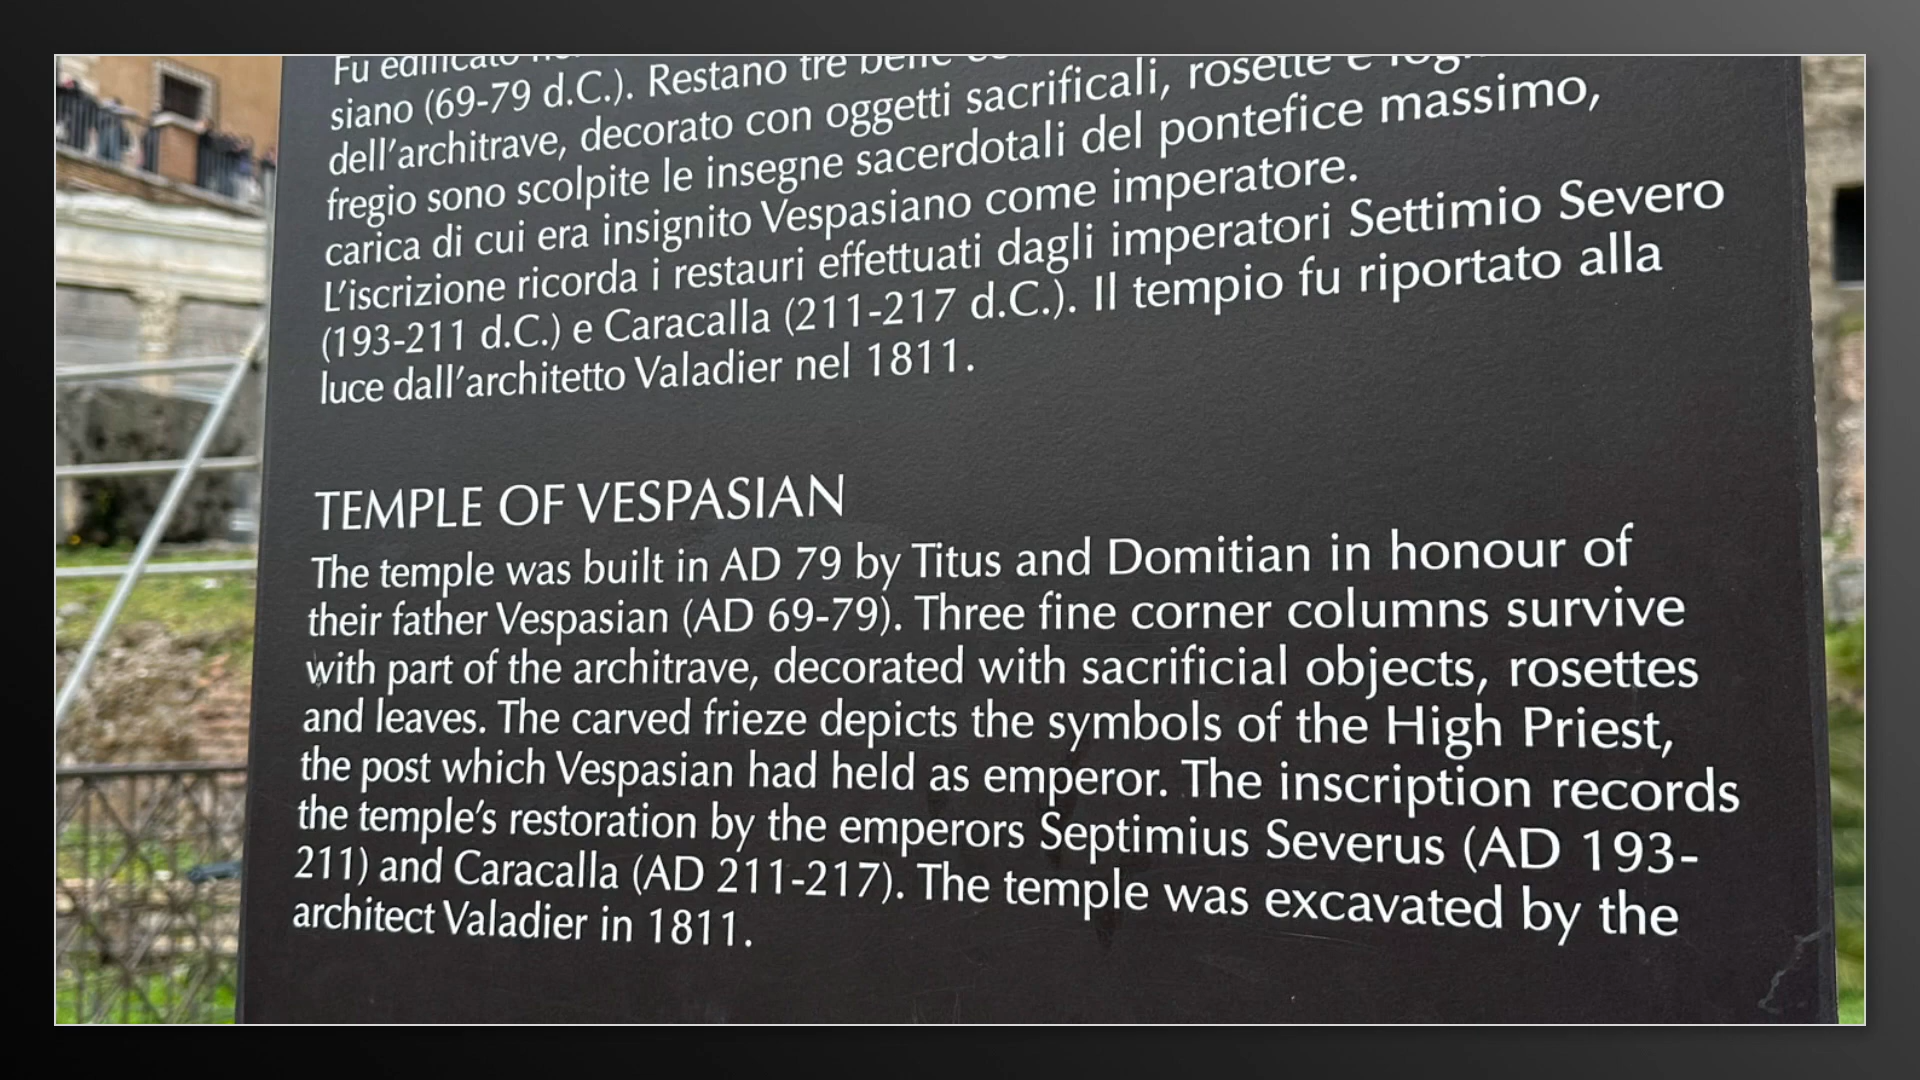 Fu edificato
siano (69-79 d.C.). Restano tre belle
dell'architrave, decorato con oggetti sacrificali, rosette e
fregio sono scolpite le insegne sacerdotali del pontefice massimo,
carica di cui era insignito Vespasiano come imperatore.
L'iscrizione ricorda i restauri effettuati dagli imperatori Settimio Severo
(193-211 d.C.) e Caracalla (211-217 d.C.). Il tempio fu riportato alla
luce dall'architetto Valadier nel 1811.
TEMPLE OF VESPASIAN
The temple was built in AD 79 by Titus and Domitian in honour of
their father Vespasian (AD 69-79). Three fine corner columns survive
with part of the architrave, decorated with sacrificial objects, rosettes
and leaves. The carved frieze depicts the symbols of the High Priest,
the post which Vespasian had held as emperor. The inscription records
the temple's restoration by the emperors Septimius Severus (AD 193-
211) and Caracalla (AD 211-217). The temple was excavated by the
architect Valadier in 1811.